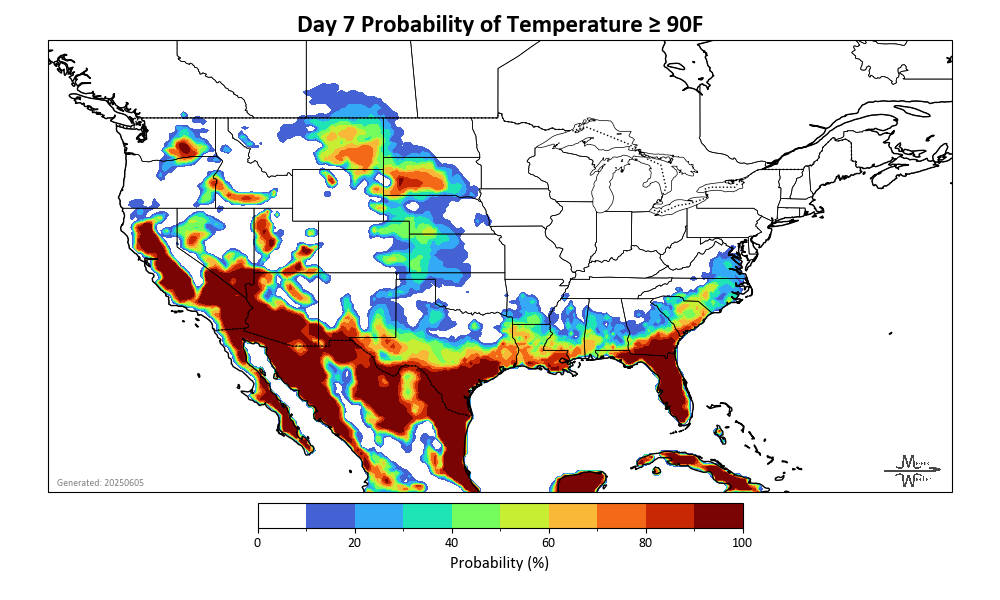 Day 7 Probability of Temperature ≥ 90F
Generated: 20250605
0 20 40 60 80 100
Probability (%)